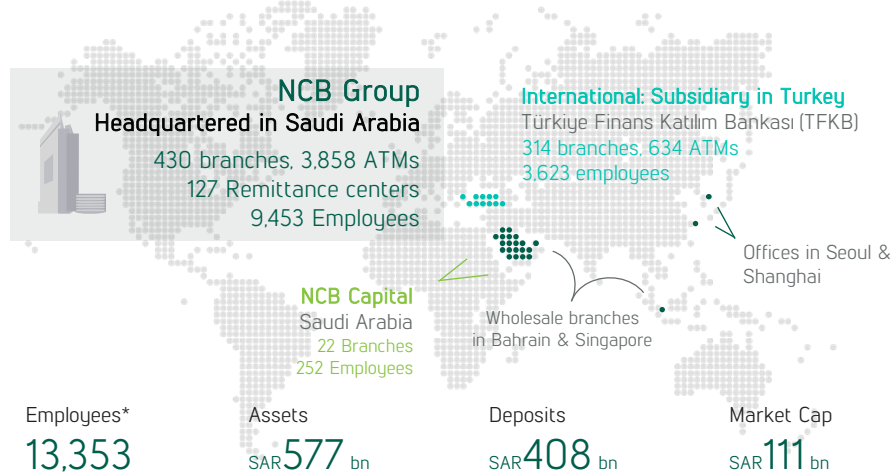 NCB Group
Headquartered in Saudi Arabia
430 branches, 3,858 ATMs
127 Remittance centers
9,453 Employees
International: Subsidiary in Turkey
Türkiye Finans Katılım Bankası (TFKB)
314 branches, 634 ATMs
3,623 employees
Offices in Seoul &
Shanghai
NCB Capital
Saudi Arabia
22 Branches
252 Employees
Wholesale branches
in Bahrain & Singapore
Employees*
13,353
Assets
SAR577 bn
Deposits
SAR408 bn
Market Cap
SAR111 bn